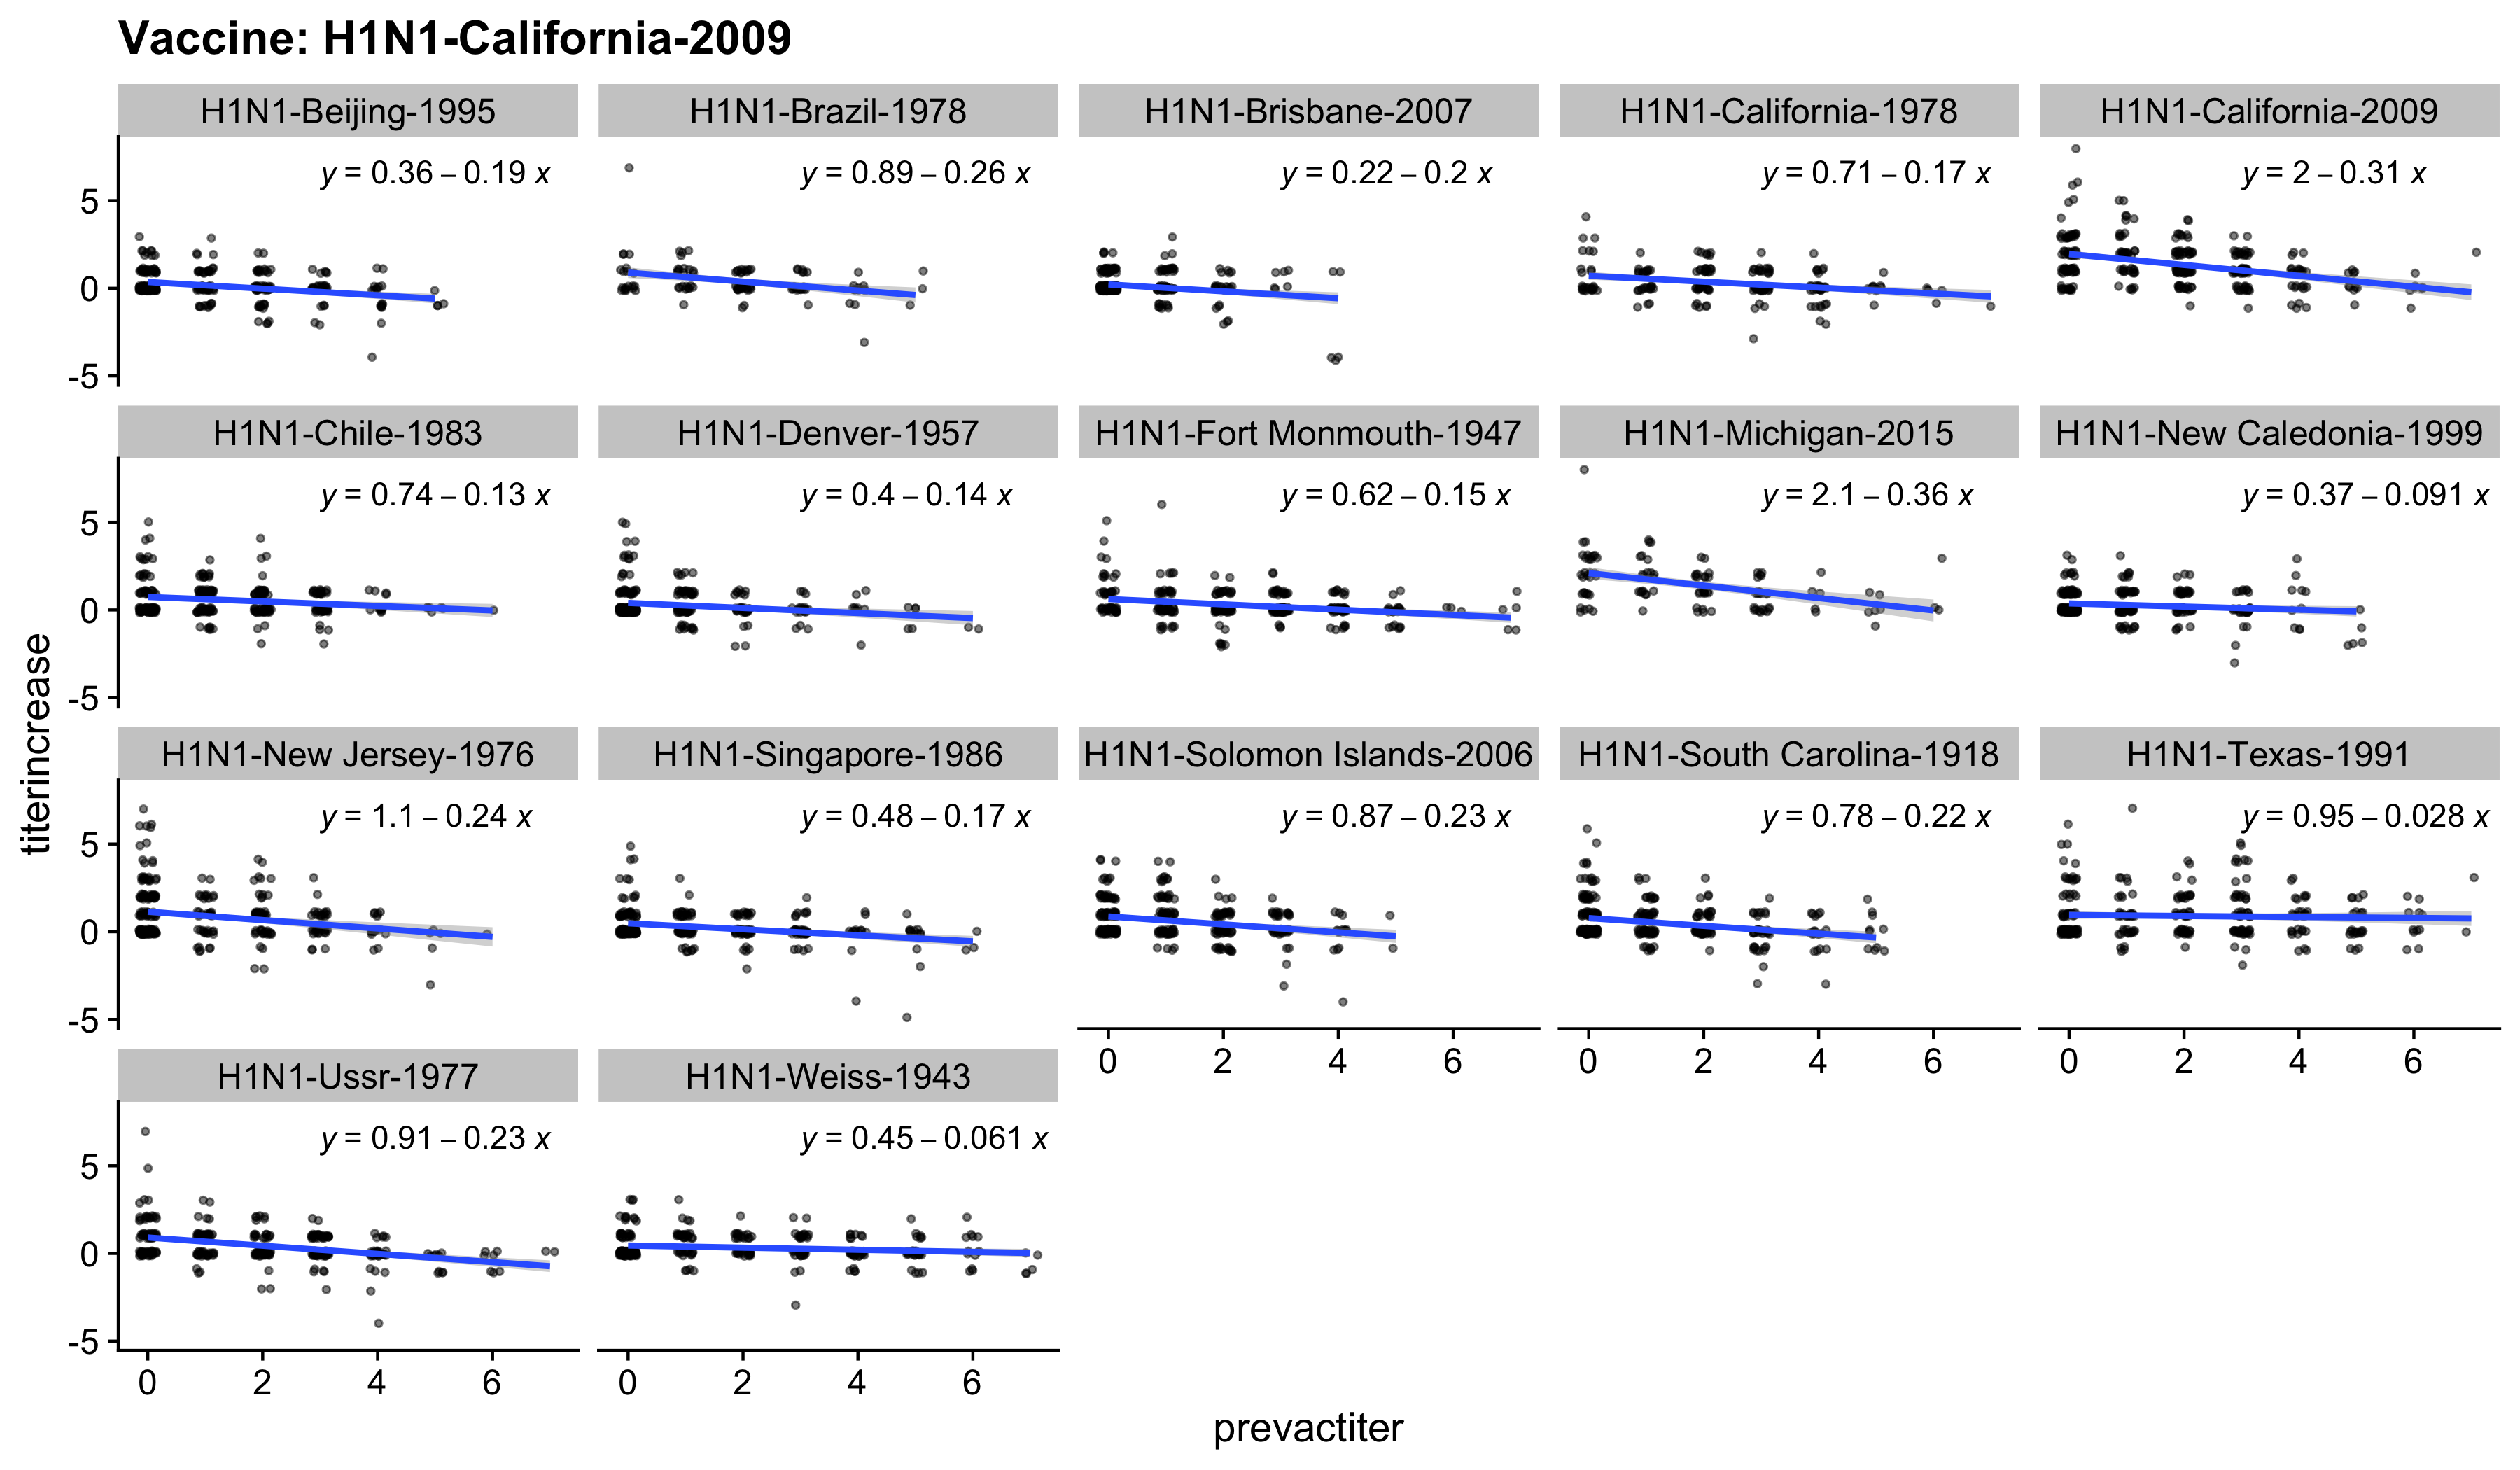 Vaccine: H1N1-California-2009
H1N1-Beijing-1995
H1N1-Brazil-1978
H1N1-Brisbane-2007
H1N1-California-1978
H1N1-California-2009
y = 0.36 – 0.19 x
y = 0.89 – 0.26 x
y = 0.22 – 0.2 x
y = 0.71 – 0.17 x
y = 2 – 0.31 x
5
0
-5
H1N1-Chile-1983
H1N1-Denver-1957
H1N1-Fort Monmouth-1947
H1N1-Michigan-2015
H1N1-New Caledonia-1999
y = 0.74 – 0.13 x
y = 0.4 – 0.14 x
y = 0.62 – 0.15 x
y = 2.1 – 0.36 x
y = 0.37 – 0.091 x
5
0
-5
titerincrease
H1N1-New Jersey-1976
H1N1-Singapore-1986
H1N1-Solomon Islands-2006
H1N1-South Carolina-1918
H1N1-Texas-1991
y = 1.1 – 0.24 x
y = 0.48 – 0.17 x
y = 0.87 – 0.23 x
y = 0.78 – 0.22 x
y = 0.95 – 0.028 x
5
0
-5
0 2 4 6
0 2 4 6
0 2 4 6
H1N1-Ussr-1977
H1N1-Weiss-1943
y = 0.91 – 0.23 x
y = 0.45 – 0.061 x
5
0
-5
0 2 4 6
0 2 4 6
prevactiter